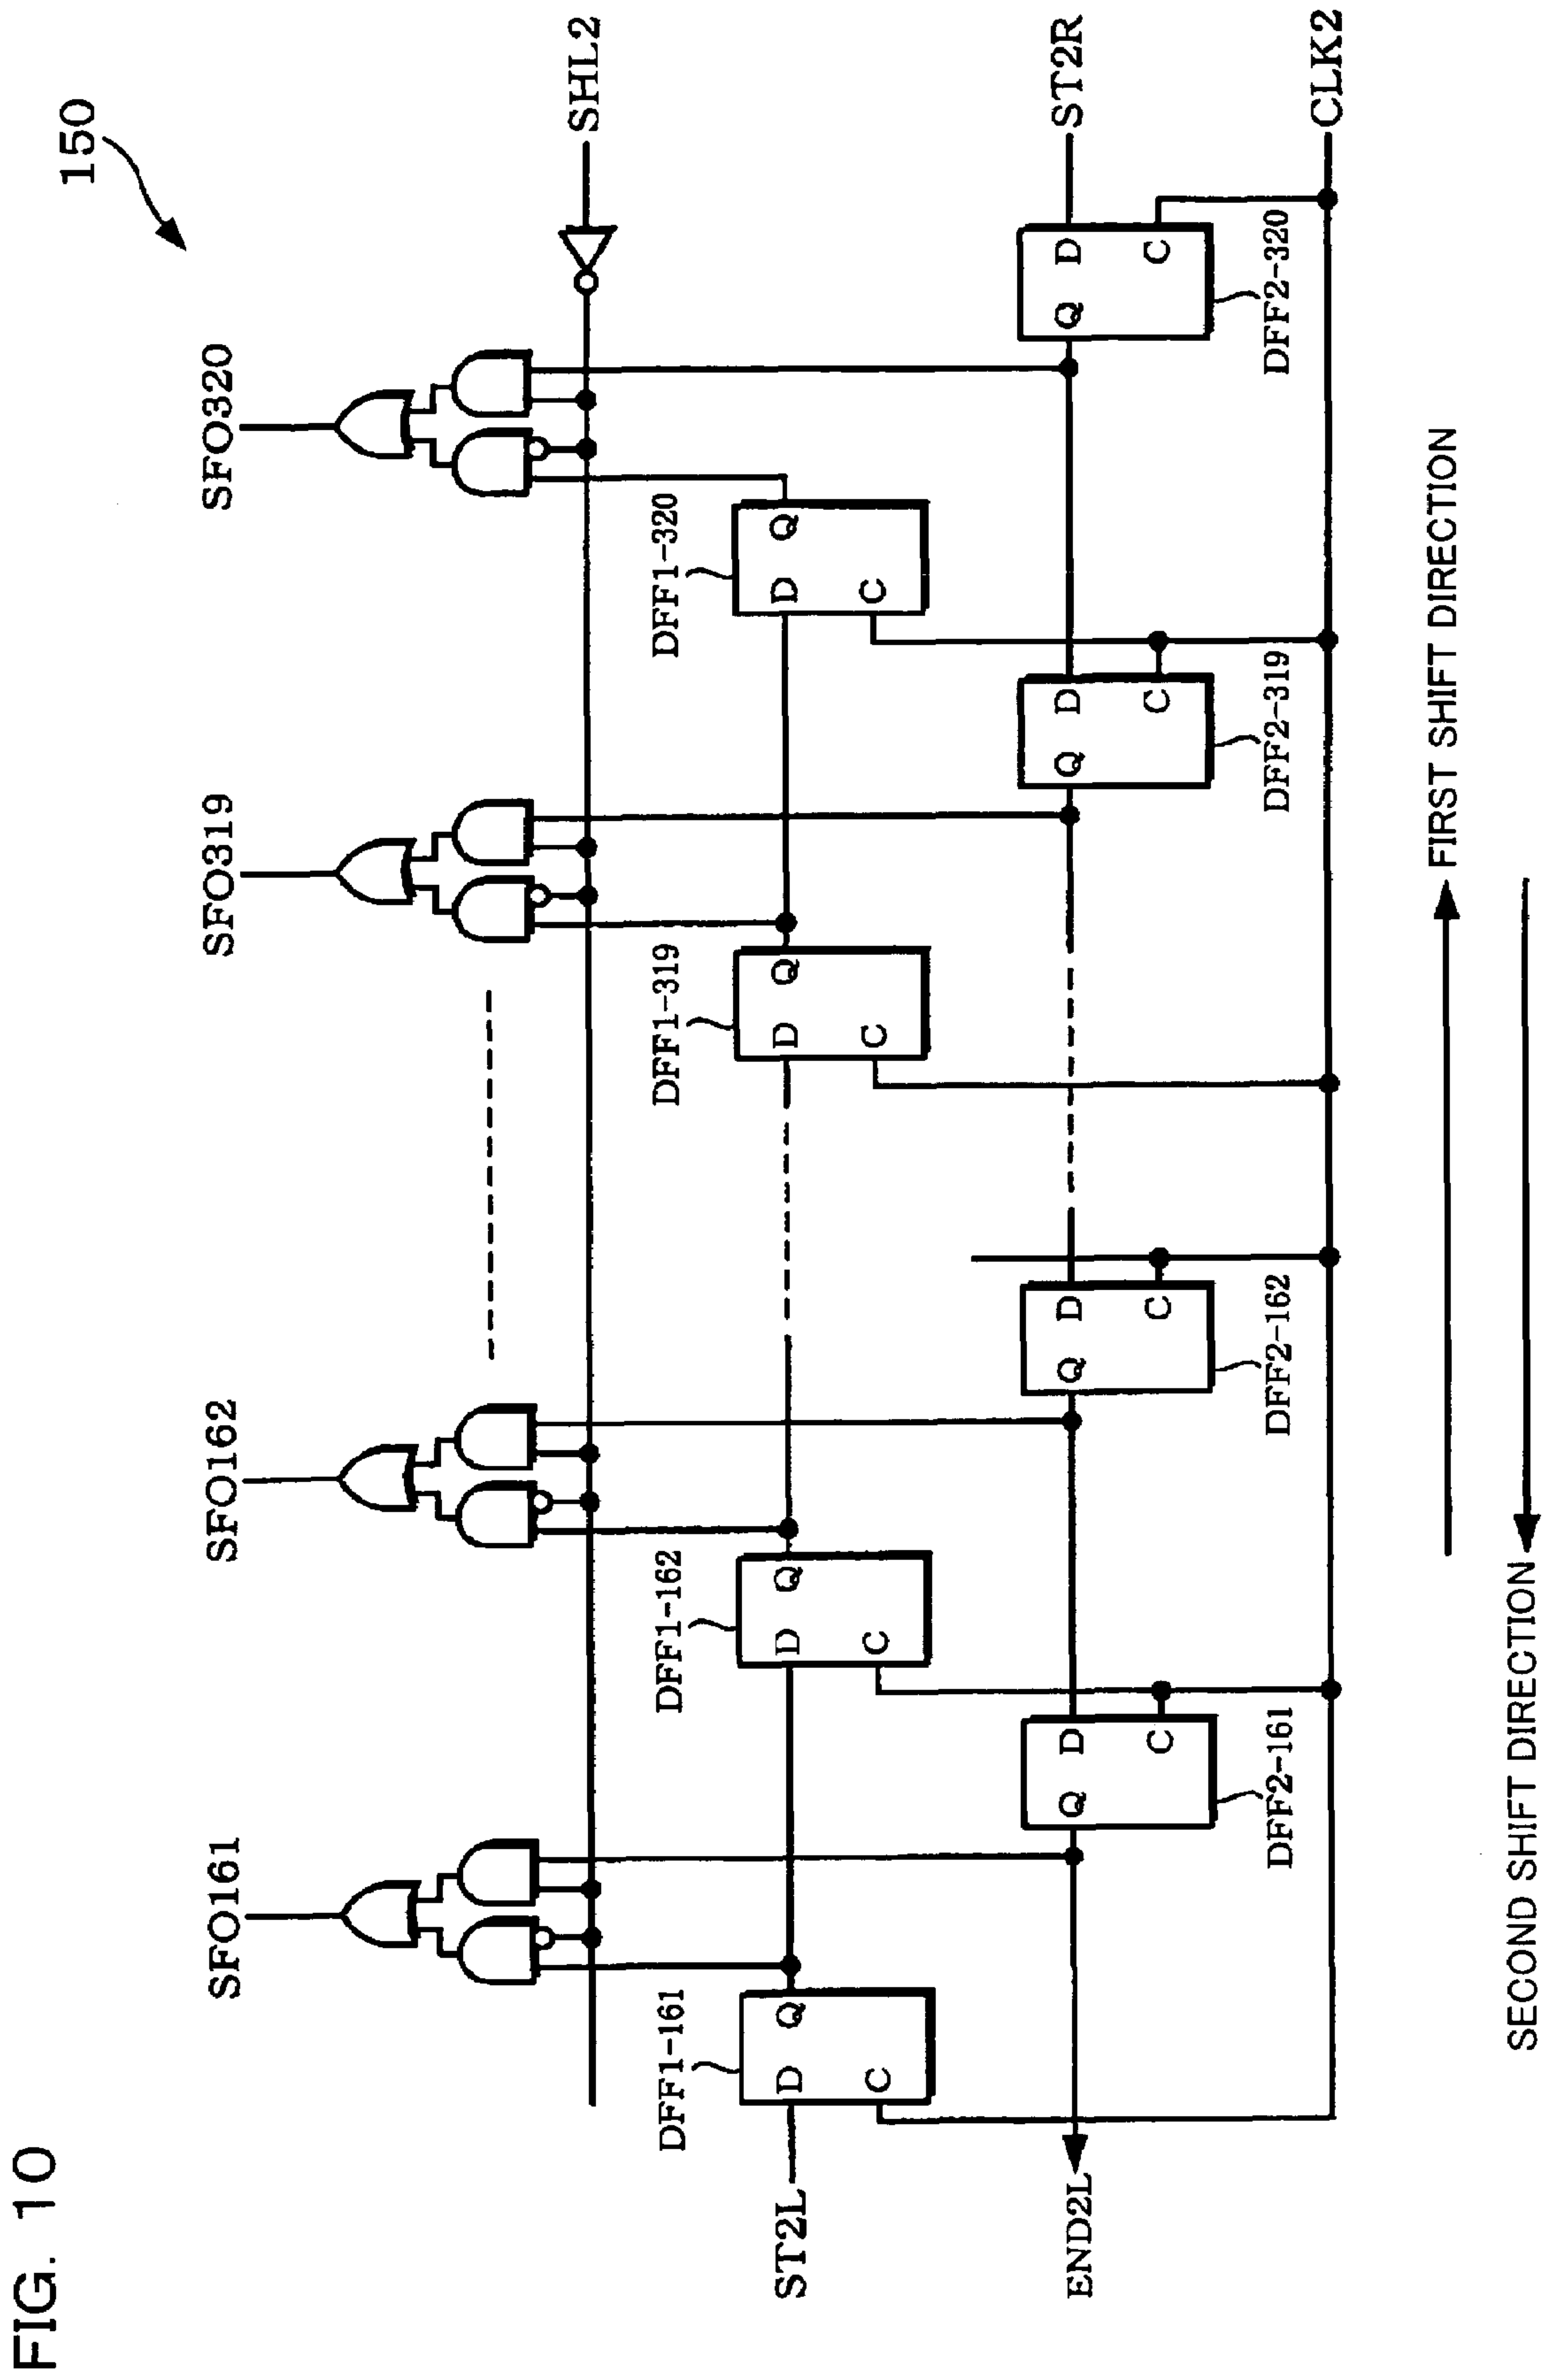 FIG. 10
150
SFO161
SFO162
SFO319
SFO320
SHL2
DFF1-161
DFF1-162
DFF1-319
DFF1-320
D Q
C
D Q
C
D Q
C
D Q
C
ST2L
ST2R
Q D
C
Q D
C
Q D
C
Q D
C
END2L
DFF2-161
DFF2-162
DFF2-319
DFF2-320
CLK2
FIRST SHIFT DIRECTION
SECOND SHIFT DIRECTION